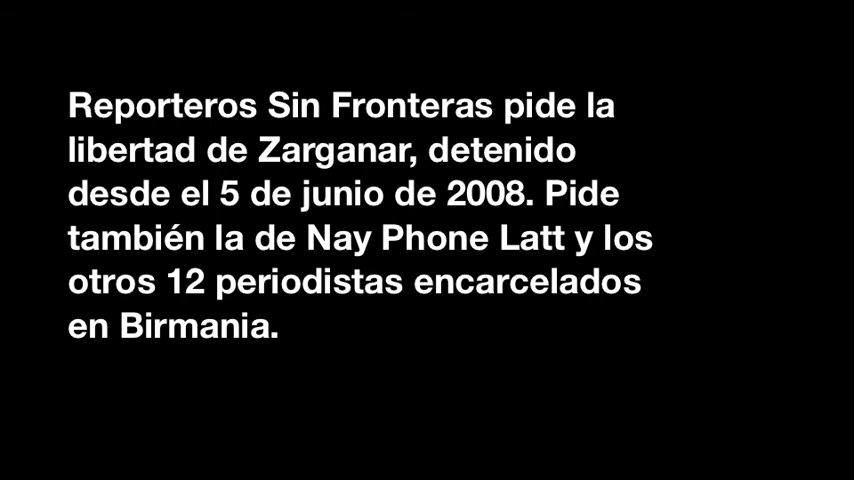 Reporteros Sin Fronteras pide la
libertad de Zarganar, detenido
desde el 5 de junio de 2008. Pide
también la de Nay Phone Latt y los
otros 12 periodistas encarcelados
en Birmania.